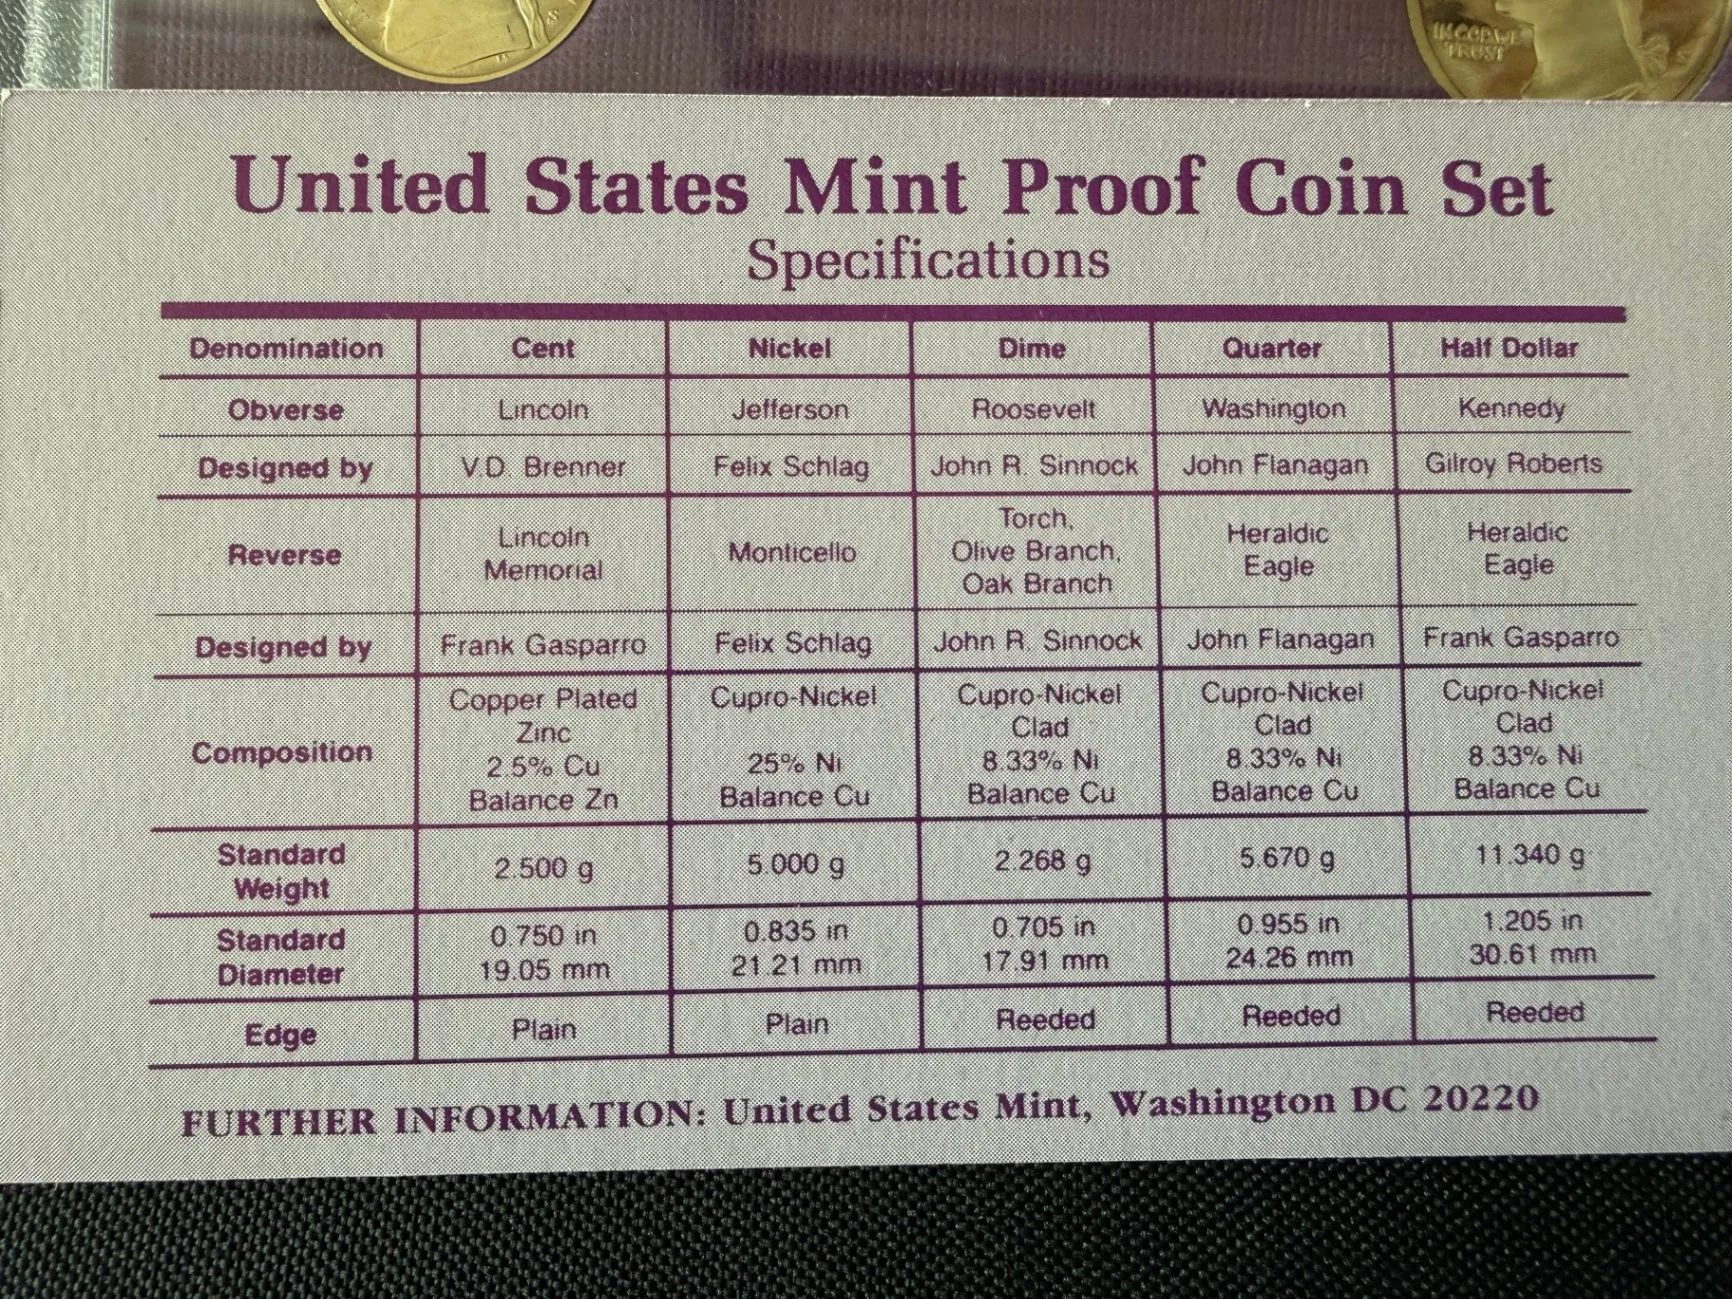 IN GOD WE
TRUST
United States Mint Proof Coin Set
Specifications
Denomination Cent Nickel Dime Quarter Half Dollar
Obverse Lincoln Jefferson Roosevelt Washington Kennedy
Designed by V.D. Brenner Felix Schlag John R. Sinnock John Flanagan Gilroy Roberts
Reverse
Lincoln
Memorial
Monticello
Torch,
Olive Branch,
Oak Branch
Heraldic
Eagle
Heraldic
Eagle
Designed by Frank Gasparro Felix Schlag John R. Sinnock John Flanagan Frank Gasparro
Composition
Copper Plated
Zinc
2.5% Cu
Balance Zn
Cupro-Nickel
25% Ni
Balance Cu
Cupro-Nickel
Clad
8.33% Ni
Balance Cu
Cupro-Nickel
Clad
8.33% Ni
Balance Cu
Cupro-Nickel
Clad
8.33% Ni
Balance Cu
Standard
Weight
2.500 g 5.000 g 2.268 g 5.670 g 11.340 g
Standard
Diameter
0.750 in
19.05 mm
0.835 in
21.21 mm
0.705 in
17.91 mm
0.955 in
24.26 mm
1.205 in
30.61 mm
Edge Plain Plain Reeded Reeded Reeded
FURTHER INFORMATION: United States Mint, Washington DC 20220